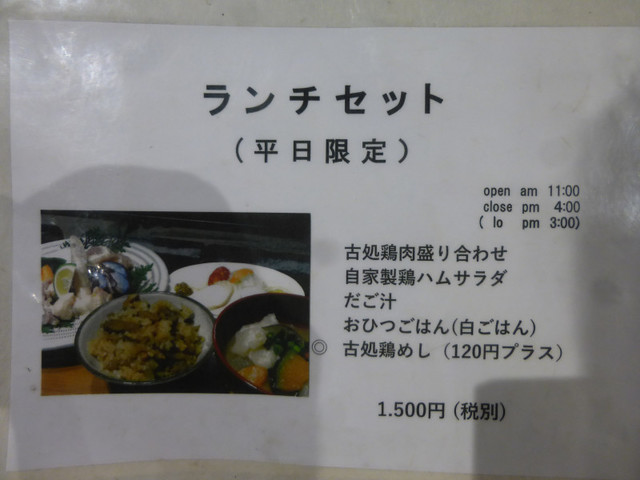 ランチセット
(平日限定)
open am 11:00
close pm 4:00
( lo pm 3:00)
古処鶏肉盛り合わせ
自家製鶏ハムサラダ
だご汁
おひつごはん(白ごはん)
◎ 古処鶏めし (120円プラス)
1.500円 (税別)